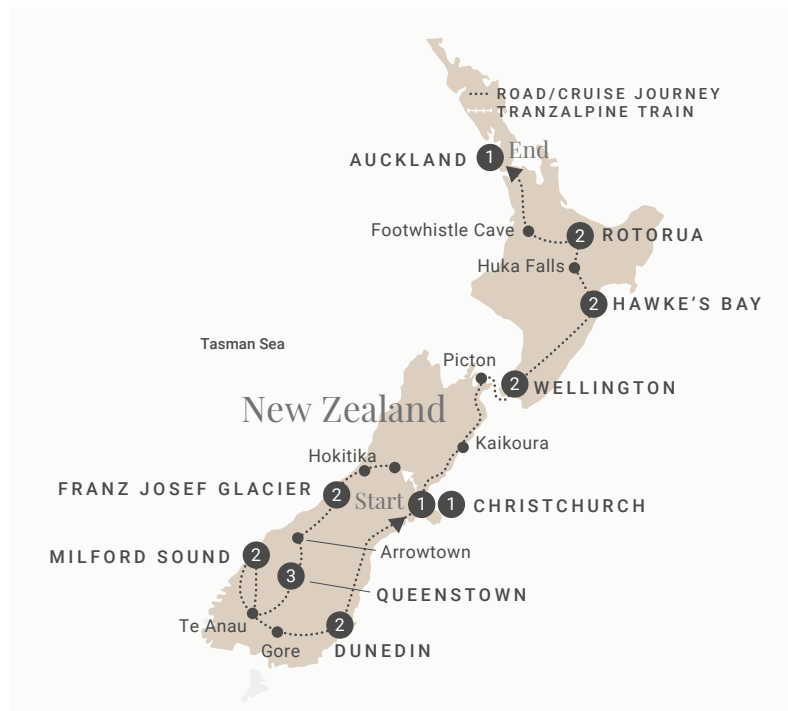 ROAD/CRUISE JOURNEY
TRANZALPINE TRAIN
AUCKLAND 1 End
Footwhistle Cave
2 ROTORUA
Huka Falls
2 HAWKE’S BAY
Tasman Sea
Picton
2 WELLINGTON
New Zealand
Kaikoura
Hokitika
FRANZ JOSEF GLACIER 2
Start 1 1 CHRISTCHURCH
Arrowtown
MILFORD SOUND 2
3
QUEENSTOWN
Te Anau
2
Gore
DUNEDIN